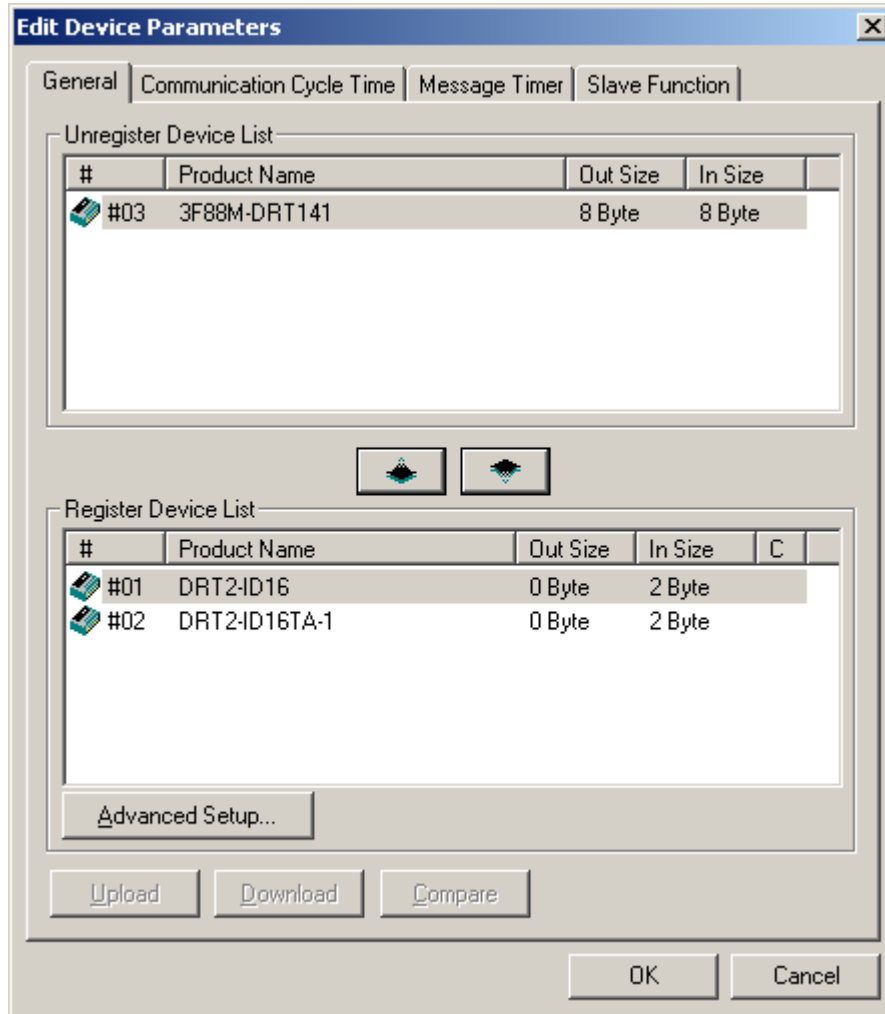 Edit Device Parameters
General Communication Cycle Time Message Timer Slave Function
Unregister Device List
# Product Name Out Size In Size
#03 3F88M-DRT141 8 Byte 8 Byte
Register Device List
# Product Name Out Size In Size C
#01 DRT2-ID16 0 Byte 2 Byte
#02 DRT2-ID16TA-1 0 Byte 2 Byte
Advanced Setup...
Upload Download Compare
OK Cancel